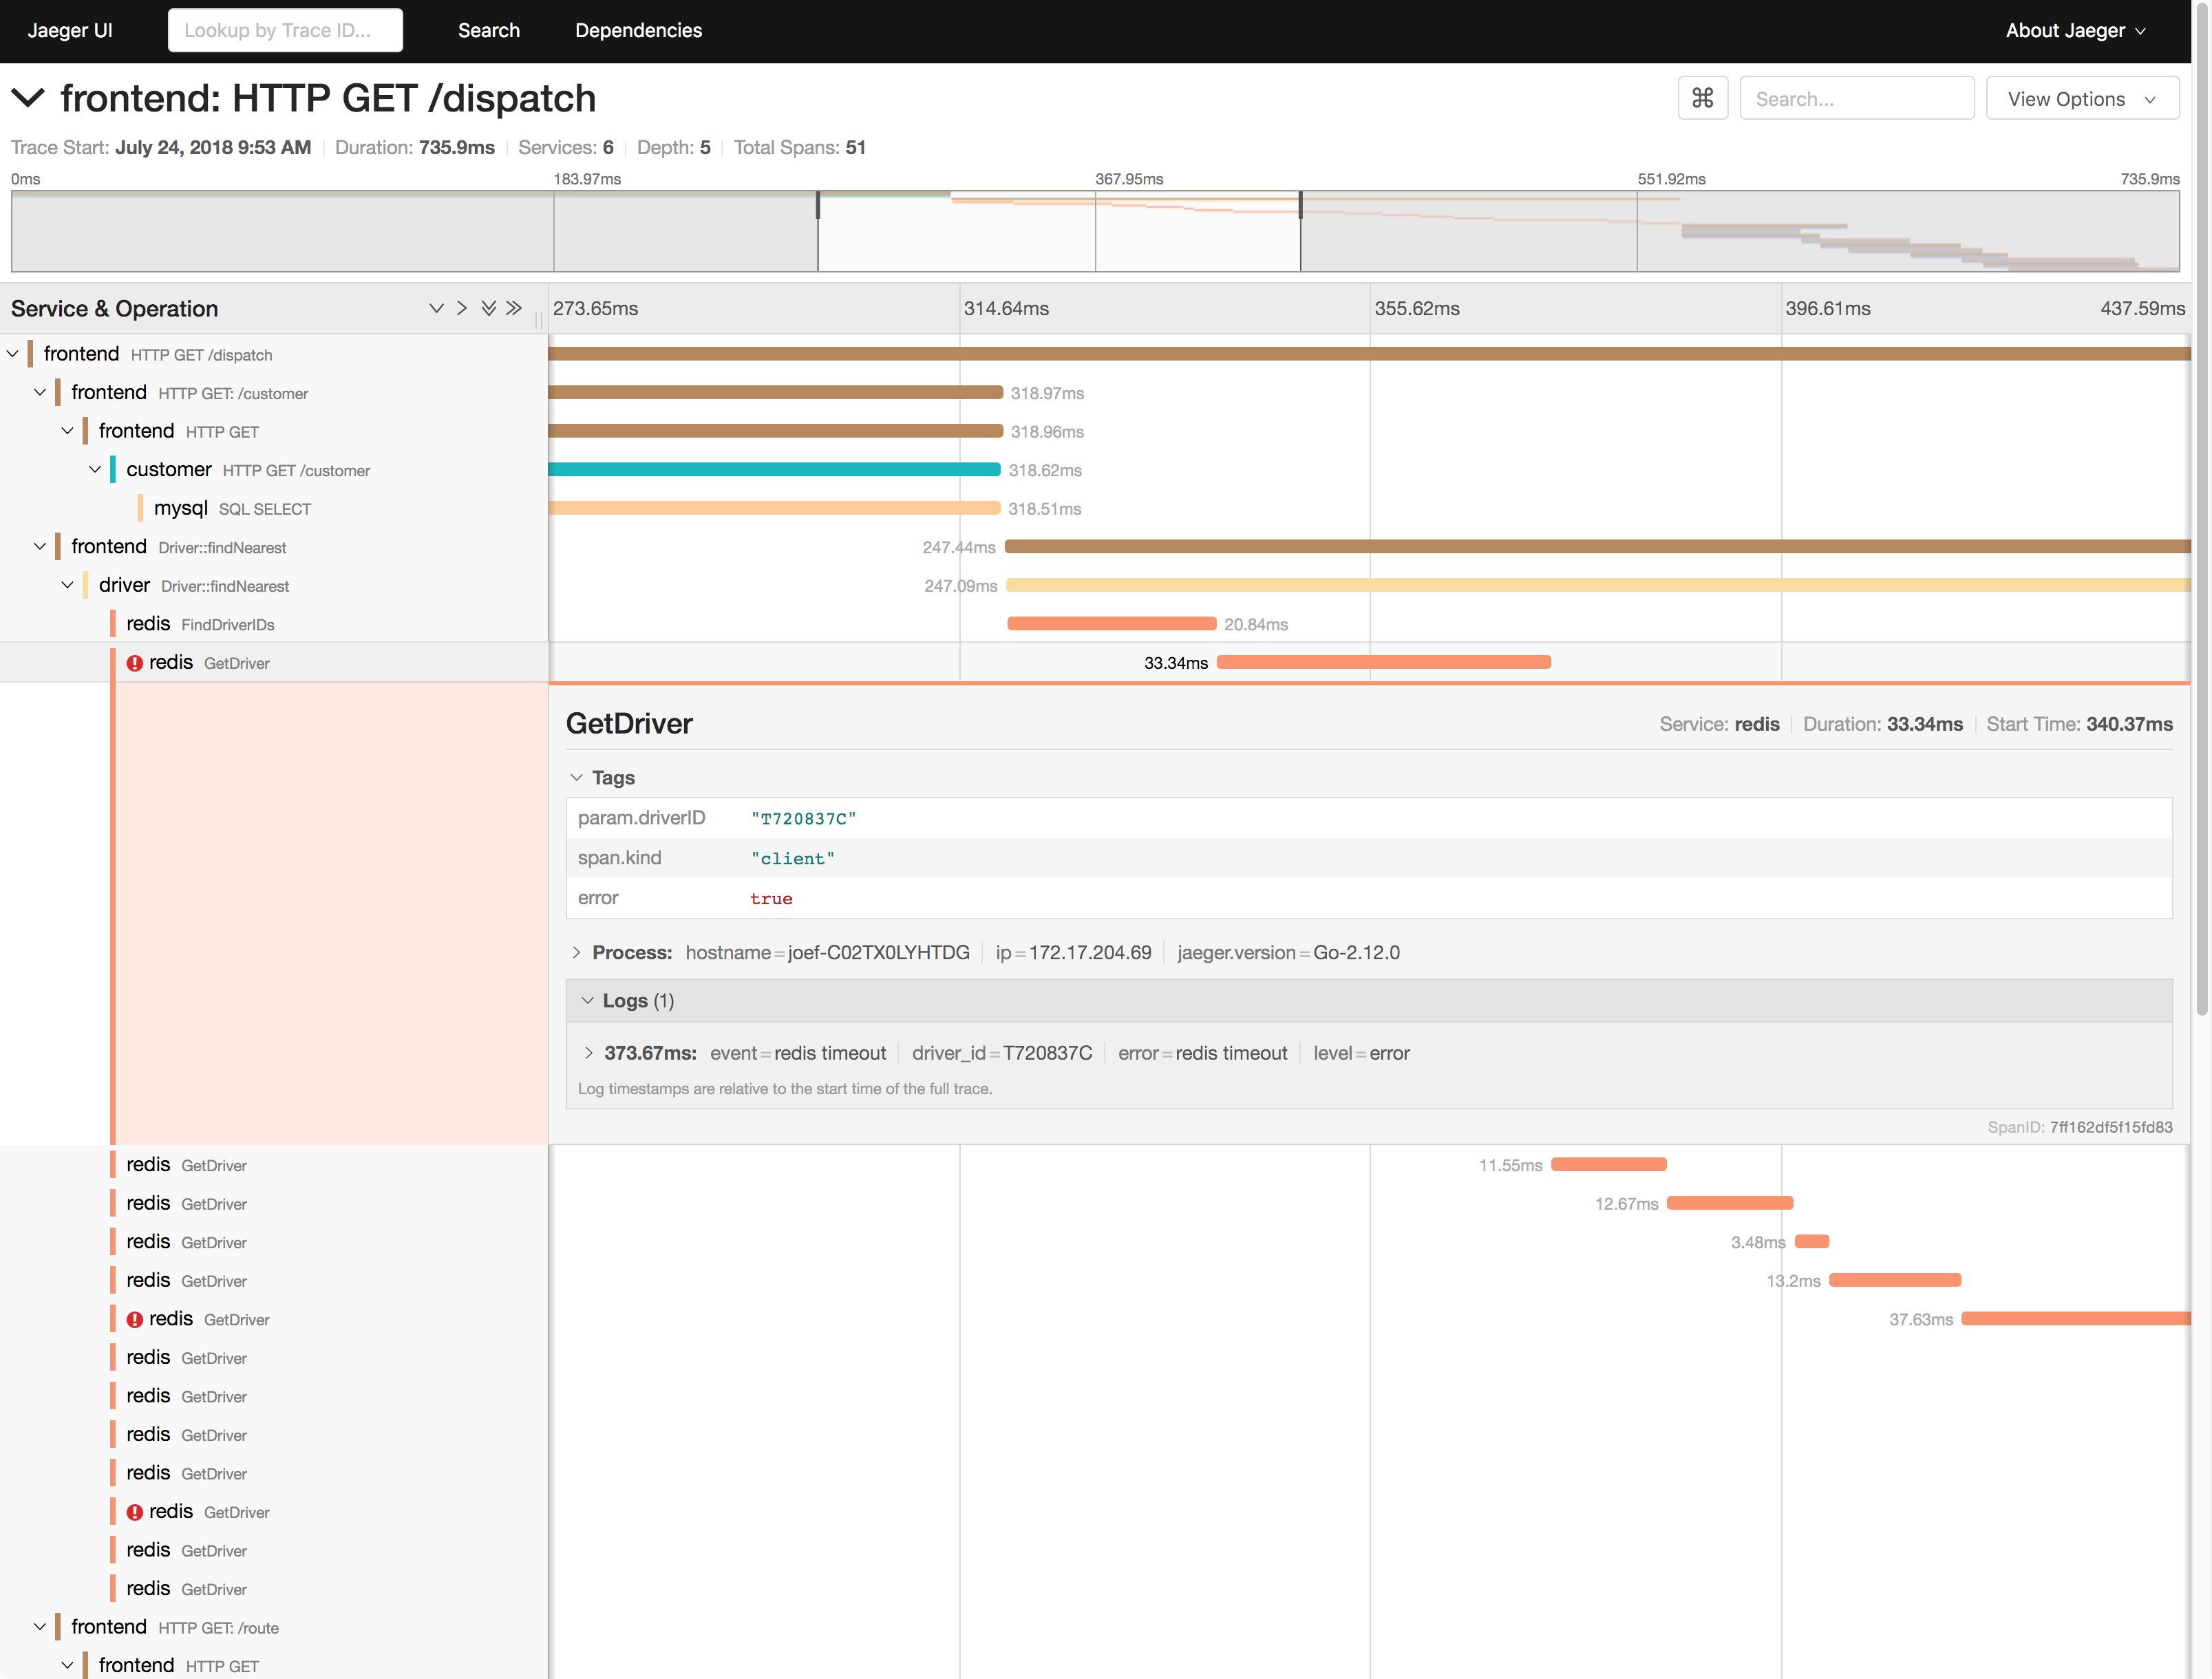 Jaeger UI Lookup by Trace ID... Search Dependencies About Jaeger
frontend: HTTP GET /dispatch ⌘ Search... View Options
Trace Start: July 24, 2018 9:53 AM Duration: 735.9ms Services: 6 Depth: 5 Total Spans: 51
0ms 183.97ms 367.95ms 551.92ms 735.9ms
Service & Operation 273.65ms 314.64ms 355.62ms 396.61ms 437.59ms
frontend HTTP GET /dispatch
frontend HTTP GET: /customer 318.97ms
frontend HTTP GET 318.96ms
customer HTTP GET /customer 318.62ms
mysql SQL SELECT 318.51ms
frontend Driver::findNearest 247.44ms
driver Driver::findNearest 247.09ms
redis FindDriverIDs 20.84ms
redis GetDriver 33.34ms
GetDriver Service: redis Duration: 33.34ms Start Time: 340.37ms
Tags
param.driverID "T720837C"
span.kind "client"
error true
Process: hostname=joef-C02TX0LYHTDG ip=172.17.204.69 jaeger.version=Go-2.12.0
Logs (1)
373.67ms: event=redis timeout driver_id=T720837C error=redis timeout level=error
Log timestamps are relative to the start time of the full trace.
SpanID: 7ff162df5f15fd83
redis GetDriver 11.55ms
redis GetDriver 12.67ms
redis GetDriver 3.48ms
redis GetDriver 13.2ms
redis GetDriver 37.63ms
redis GetDriver
redis GetDriver
redis GetDriver
redis GetDriver
redis GetDriver
redis GetDriver
redis GetDriver
frontend HTTP GET: /route
frontend HTTP GET